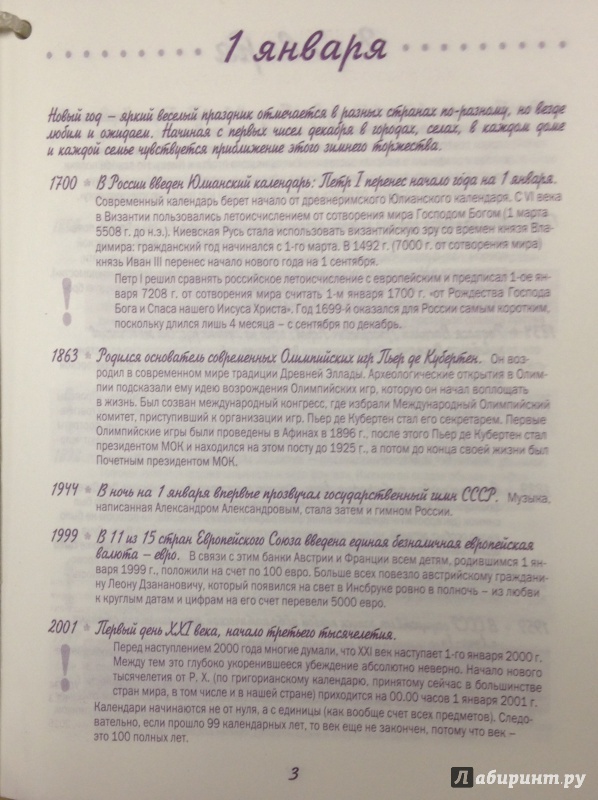 1 января
Новый год – яркий веселый праздник отмечается в разных странах по-разному, но везде
любим и ожидаем. Начиная с первых чисел декабря в городах, селах, в каждом доме
и каждой семье чувствуется приближение этого зимнего торжества.
1700 * В России введен Юлианский календарь: Петр I перенес начало года на 1 января.
Современный календарь берет начало от древнеримского Юлианского календаря. С VI века
в Византии пользовались летоисчислением от сотворения мира Господом Богом (1 марта
5508 г. до н.э.). Киевская Русь стала использовать византийскую эру со времен князя Вла-
димира: гражданский год начинался с 1-го марта. В 1492 г. (7000 г. от сотворения мира)
князь Иван III перенес начало нового года на 1 сентября.
! Петр I решил сравнять российское летоисчисление с европейским и предписал 1-ое ян-
варя 7208 г. от сотворения мира считать 1-м января 1700 г. «от Рождества Господа
Бога и Спаса нашего Иисуса Христа». Год 1699-й оказался для России самым коротким,
поскольку длился лишь 4 месяца – с сентября по декабрь.
1863 * Родился основатель современных Олимпийских игр Пьер де Кубертен. Он воз-
родил в современном мире традиции Древней Эллады. Археологические открытия в Олим-
пии подсказали ему идею возрождения Олимпийских игр, которую он начал воплощать
в жизнь. Был созван международный конгресс, где избрали Международный Олимпийский
комитет, приступивший к организации игр. Пьер де Кубертен стал его секретарем. Первые
Олимпийские игры были проведены в Афинах в 1896 г., после этого Пьер де Кубертен стал
президентом МОК и находился на этом посту до 1925 г., а потом до конца своей жизни был
Почетным президентом МОК.
1944 * В ночь на 1 января впервые прозвучал государственный гимн СССР. Музыка,
написанная Александром Александровым, стала затем и гимном России.
1999 * В 11 из 15 стран Европейского Союза введена единая безналичная европейская
валюта – евро. В связи с этим банки Австрии и Франции всем детям, родившимся 1 ян-
варя 1999 г., положили на счет по 100 евро. Больше всех повезло австрийскому граждани-
ну Леону Дзанановичу, который появился на свет в Инсбруке ровно в полночь – из любви
к круглым датам и цифрам на его счет перевели 5000 евро.
2001 * Первый день XXI века, начало третьего тысячелетия.
! Перед наступлением 2000 года многие думали, что XXI век наступает 1-го января 2000 г.
Между тем это глубоко укоренившееся убеждение абсолютно неверно. Начало нового
тысячелетия от Р. Х. (по григорианскому календарю, принятому сейчас в большинстве
стран мира, в том числе и в нашей стране) приходится на 00.00 часов 1 января 2001 г.
Календари начинаются не от нуля, а с единицы (как вообще счет всех предметов). Следо-
вательно, если прошло 99 календарных лет, то век еще не закончен, потому что век –
это 100 полных лет.
3
Лабиринт.ру